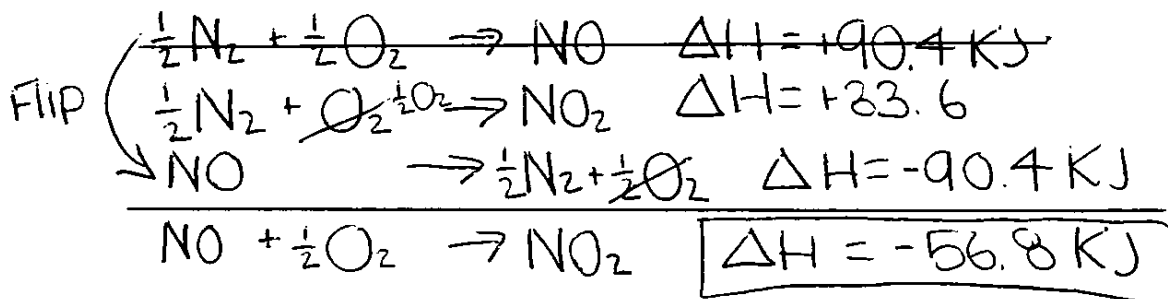 ½N₂ + ½O₂ → NO ΔH = +90.4 KJ
Flip
½N₂ + O₂ ½O₂ → NO₂ ΔH = +33.6
NO → ½N₂ + ½O₂ ΔH = -90.4 KJ
NO + ½O₂ → NO₂ ΔH = -56.8 KJ